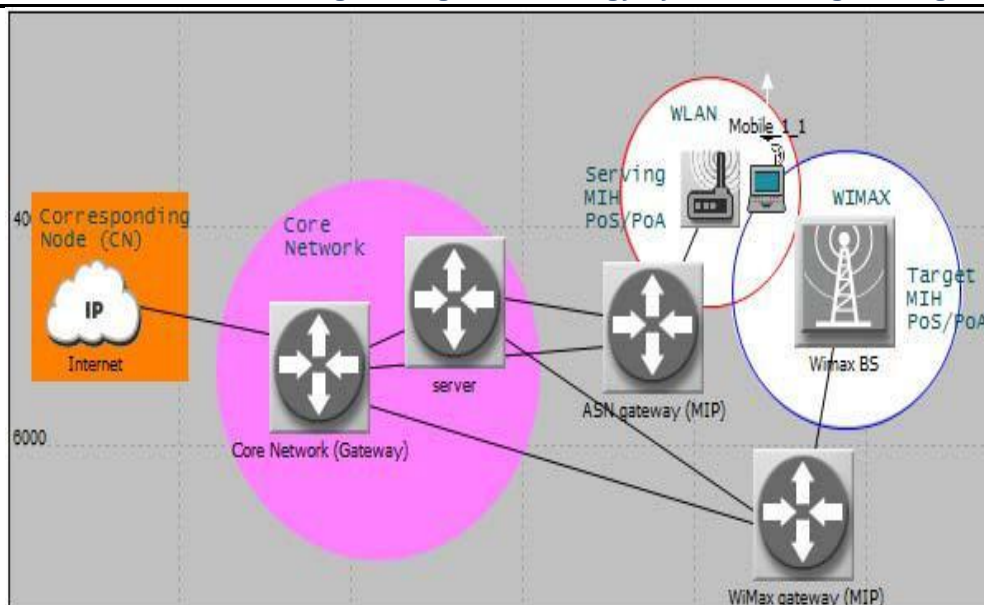 WLAN
Mobile_1_1
Serving
MIH
PoS/PoA
WIMAX
40
Corresponding
Node (CN)
Core
Network
IP
Target
MIH
PoS/PoA
Internet
server
Wimax BS
ASN gateway (MIP)
6000
Core Network (Gateway)
WiMax gateway (MIP)